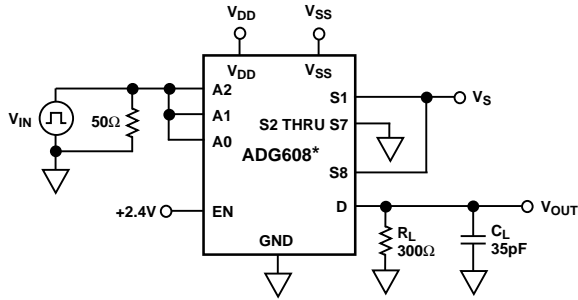 VDD
VSS
VDD
VSS
A2
S1
VS
VIN
50Ω
A1
S2 THRU S7
A0
ADG608*
S8
+2.4V
EN
D
VOUT
GND
RL
300Ω
CL
35pF